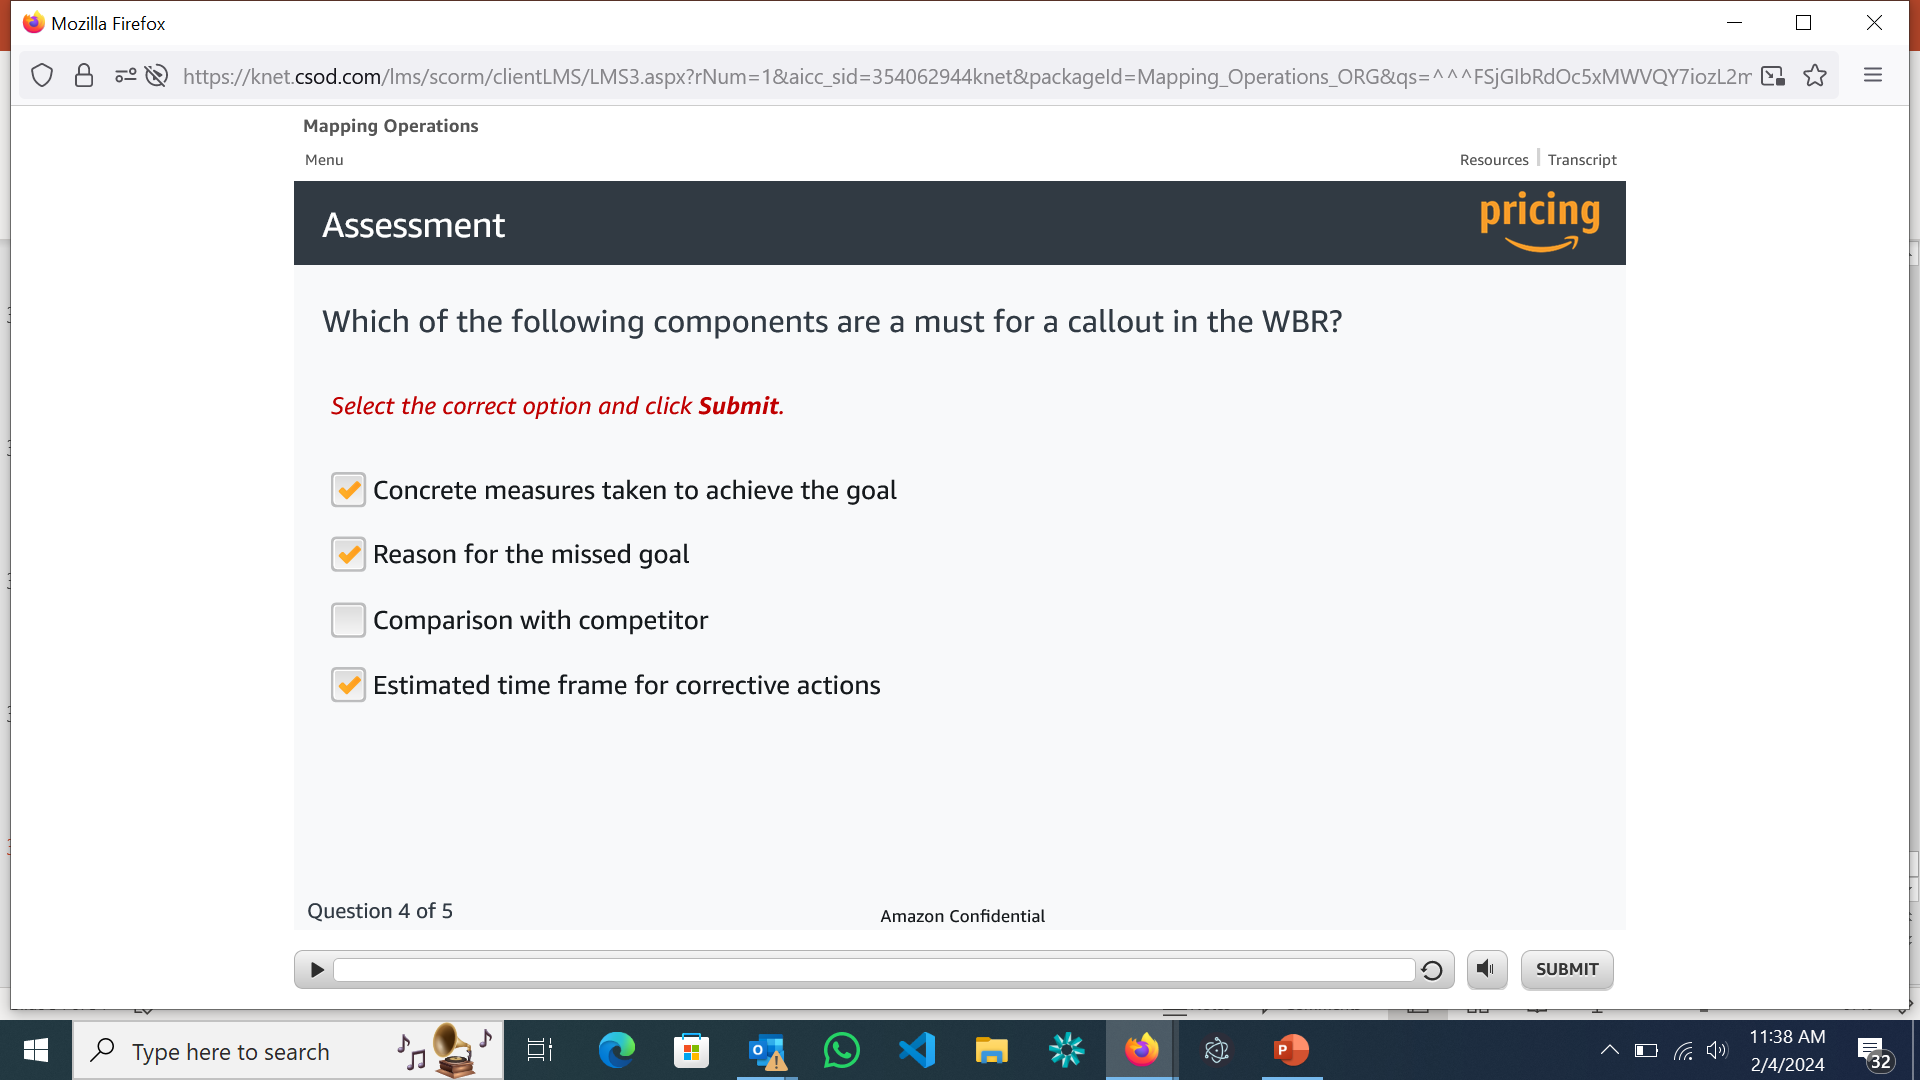 Mozilla Firefox
https://knet.csod.com/lms/scorm/clientLMS/LMS3.aspx?rNum=1&aicc_sid=354062944knet&packageId=Mapping_Operations_ORG&qs=^^^FSjGIbRdOc5xMWVQY7iozL2m
Mapping Operations
Menu
Resources
Transcript
Assessment
pricing
Which of the following components are a must for a callout in the WBR?
Select the correct option and click Submit.
Concrete measures taken to achieve the goal
Reason for the missed goal
Comparison with competitor
Estimated time frame for corrective actions
Question 4 of 5
Amazon Confidential
SUBMIT
Type here to search
11:38 AM
2/4/2024
32